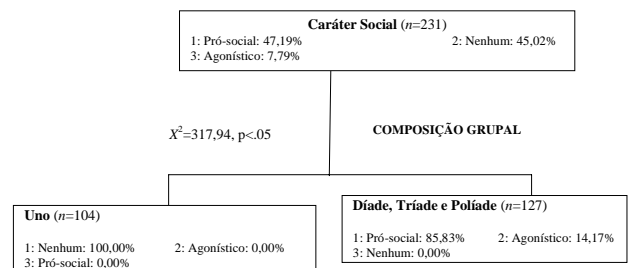 Caráter Social (n=231)
1: Pró-social: 47,19% 2: Nenhum: 45,02%
3: Agonístico: 7,79%
X²=317,94, p<.05
COMPOSIÇÃO GRUPAL
Uno (n=104)
1: Nenhum: 100,00% 2: Agonístico: 0,00%
3: Pró-social: 0,00%
Díade, Tríade e Políade (n=127)
1: Pró-social: 85,83% 2: Agonístico: 14,17%
3: Nenhum: 0,00%